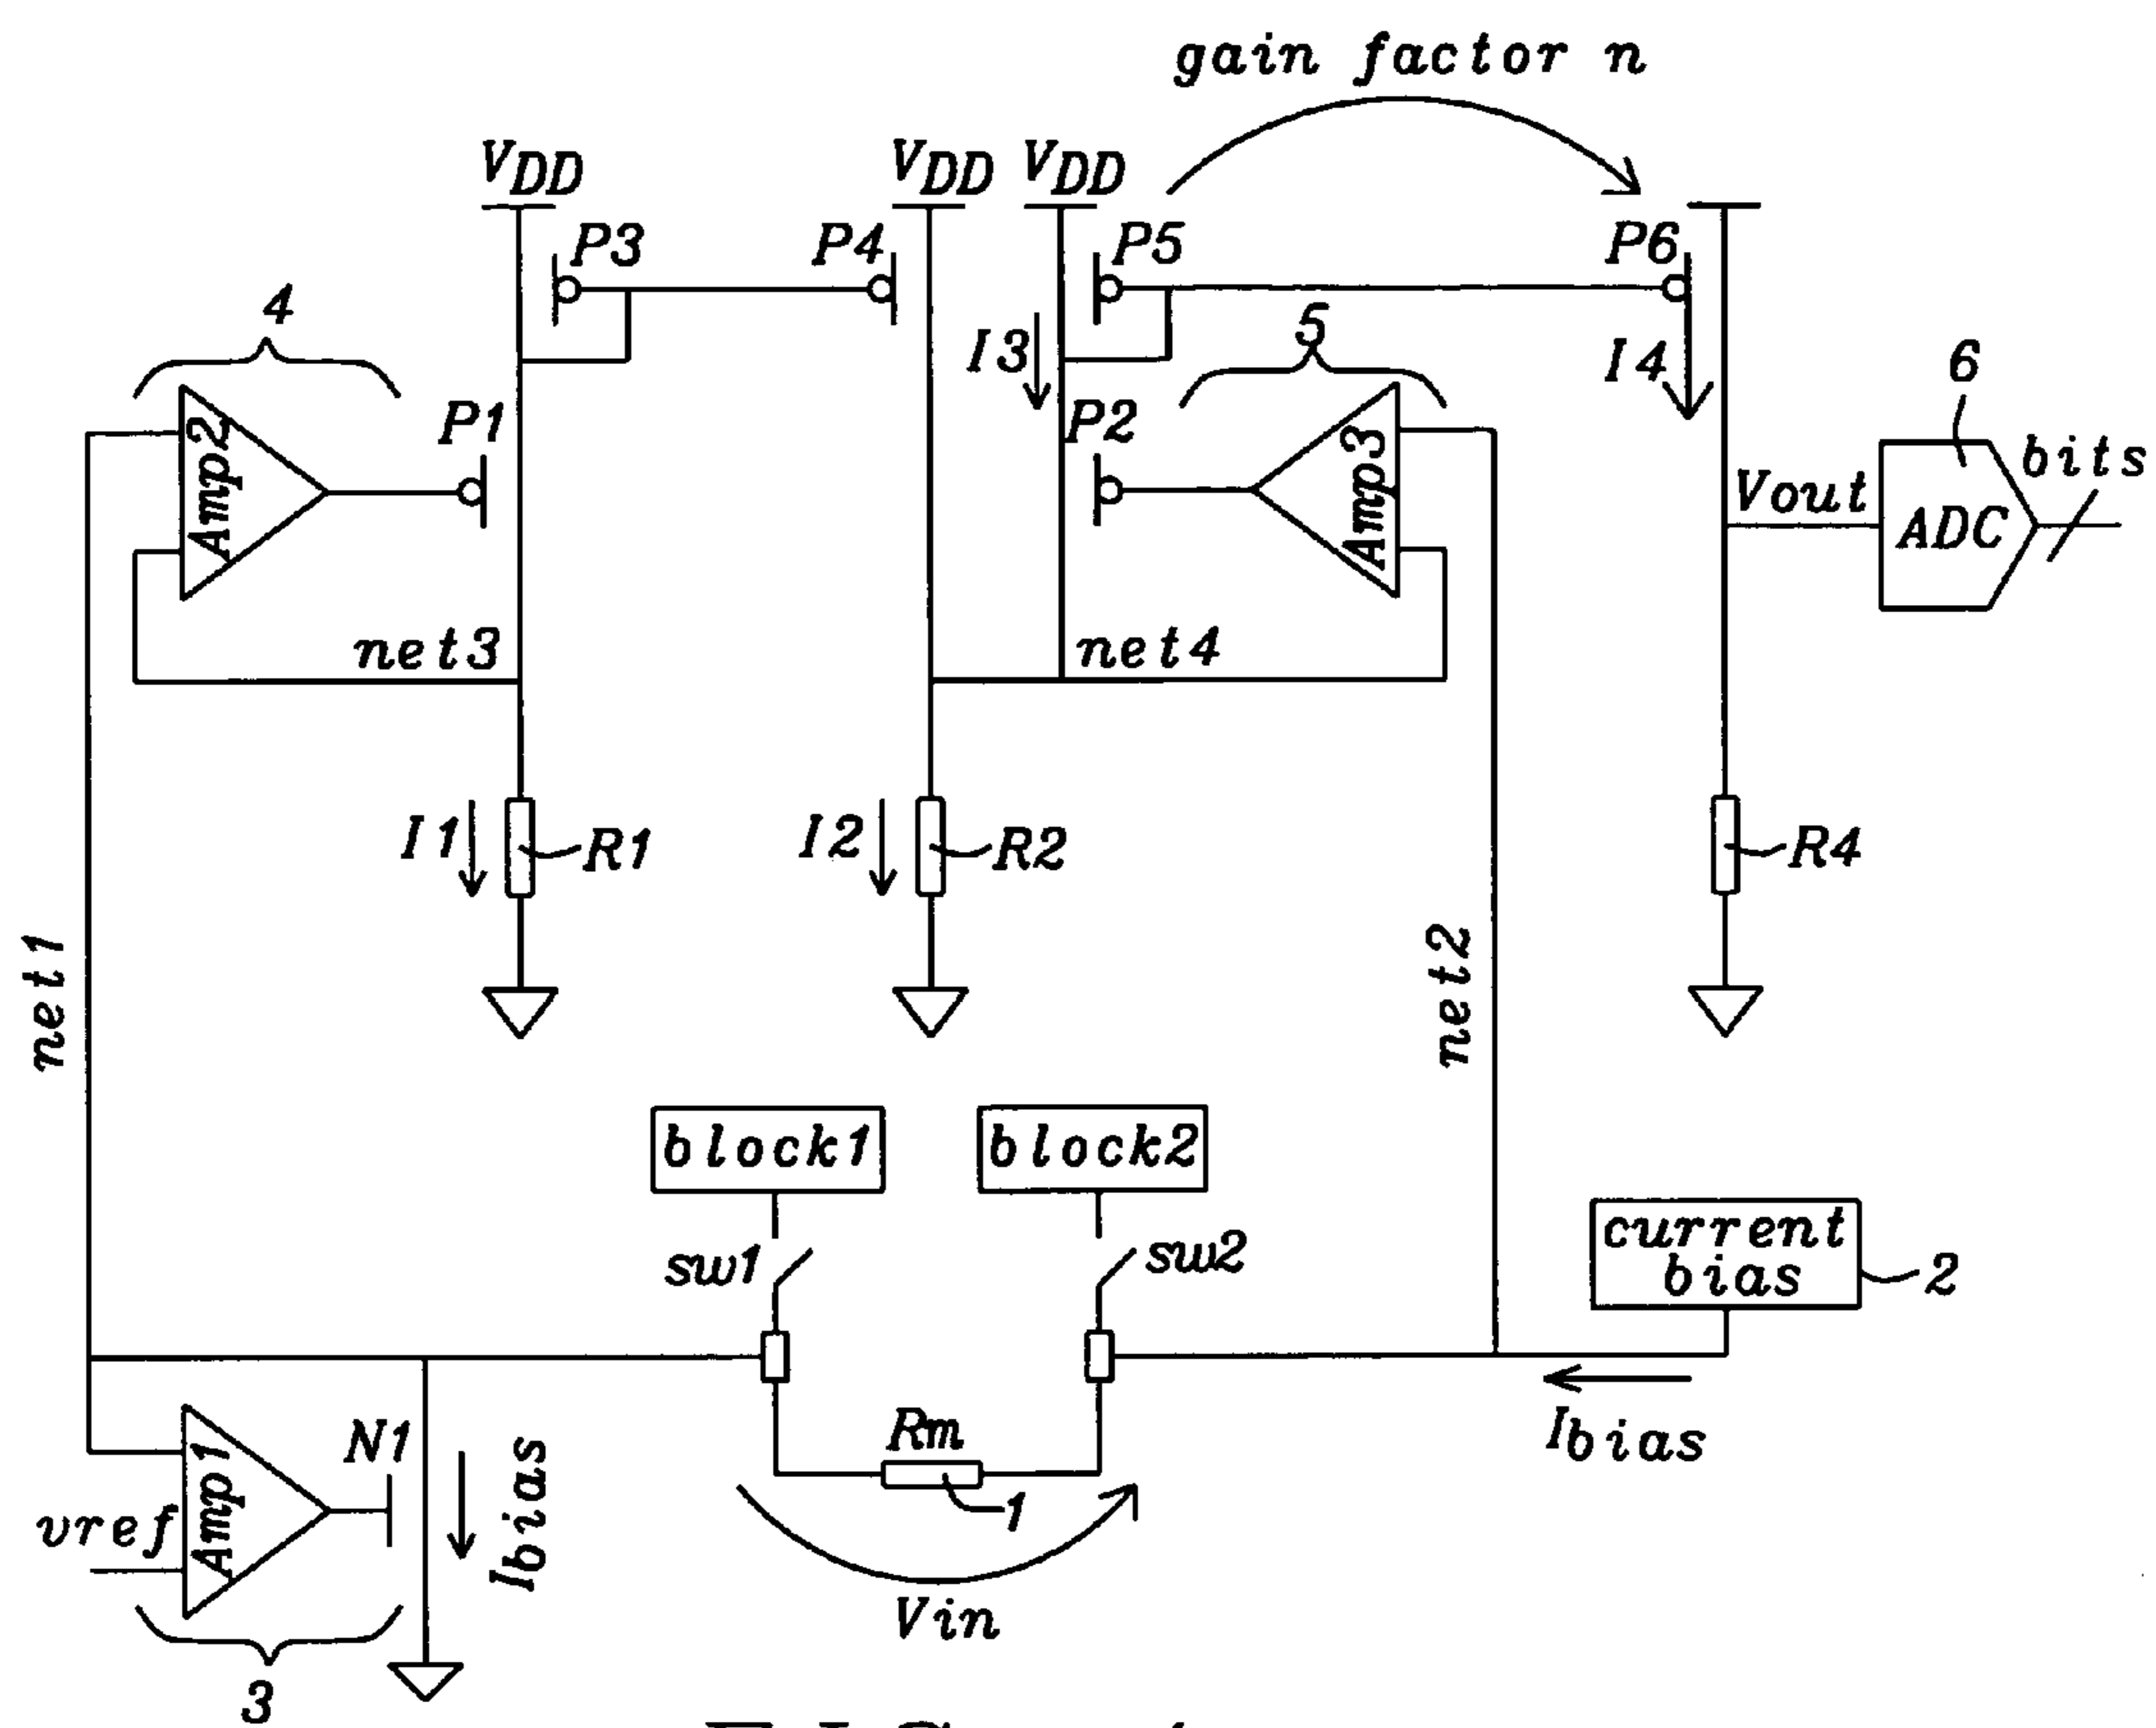 gain factor n
VDD
VDD
VDD
P3
P4
P5
P6
4
I3
5
I4
6
P1
P2
Amp2
Amp3
Vout
ADC
bits
net3
net4
I1
R1
I2
R2
R4
net1
net2
block1
block2
current
bias
2
sw1
sw2
Ibias
N1
Rm
1
Ibias
vref
Amp1
Vin
3